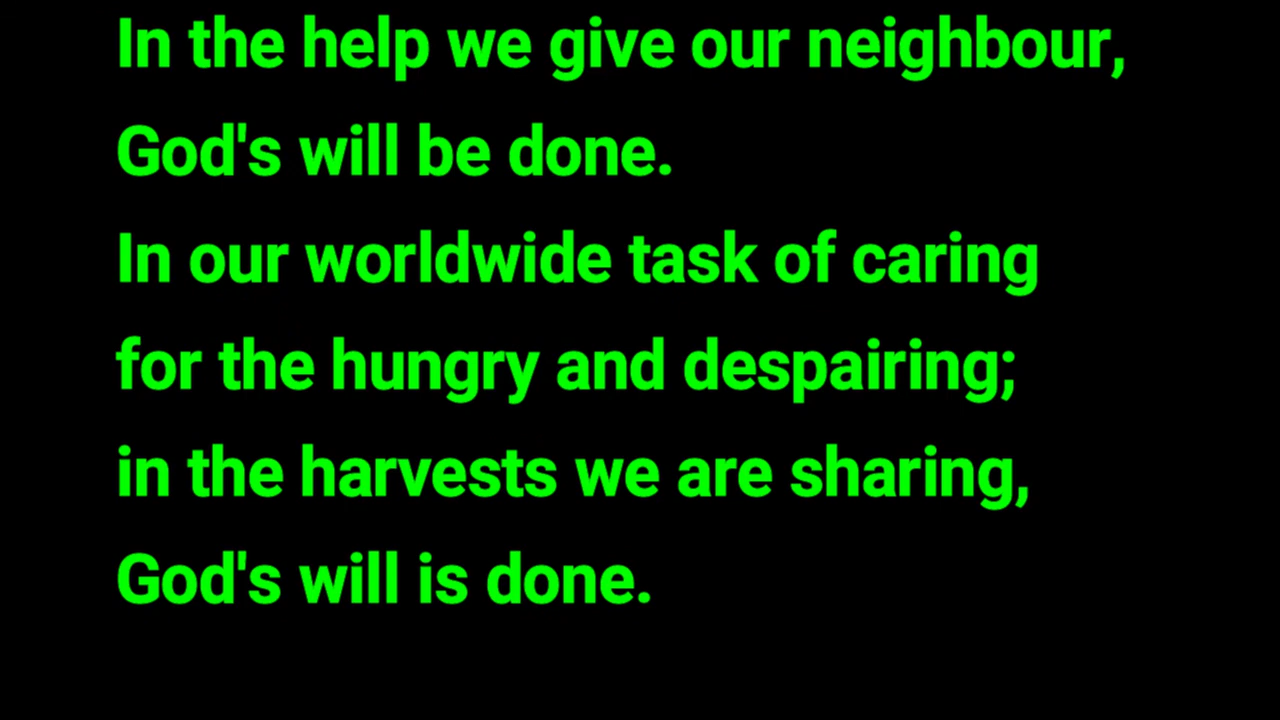 In the help we give our neighbour,
God's will be done.
In our worldwide task of caring
for the hungry and despairing;
in the harvests we are sharing,
God's will is done.